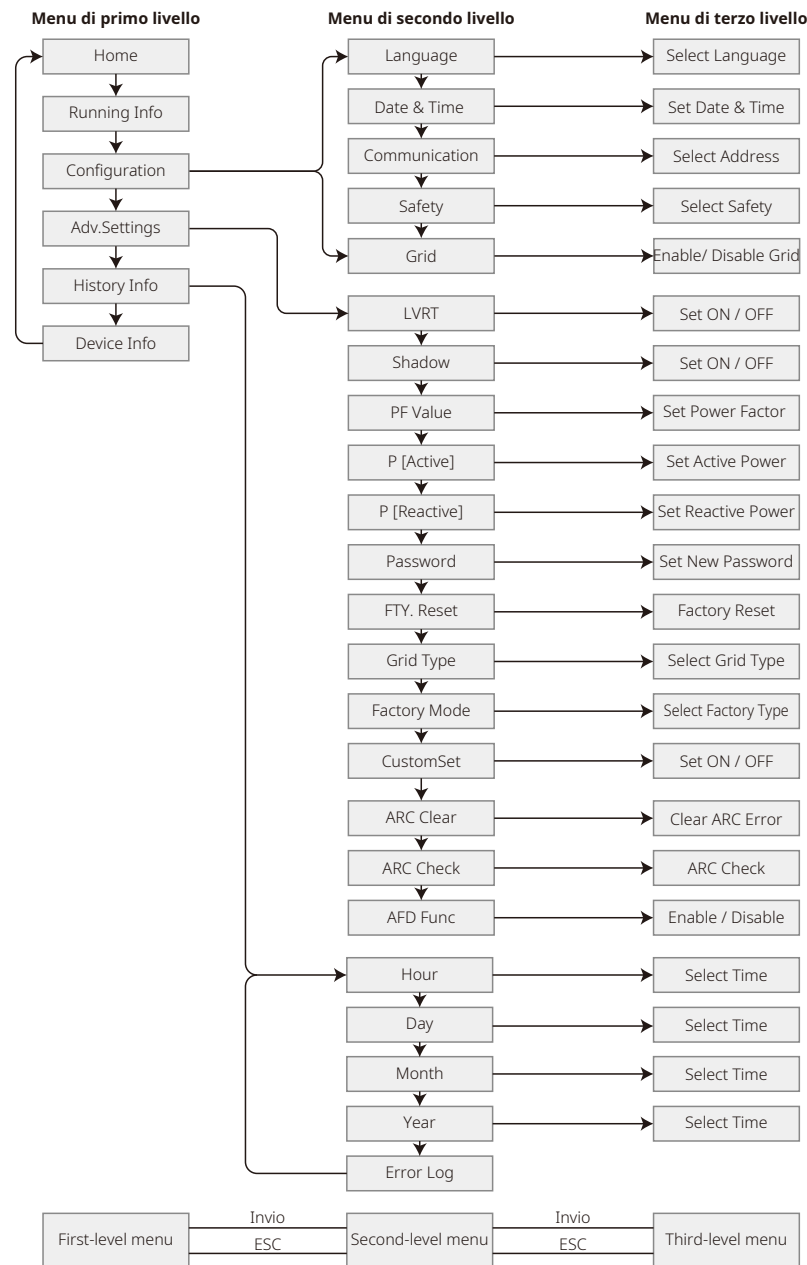 Menu di primo livello
Menu di secondo livello
Menu di terzo livello
Home
Language
Select Language
Running Info
Date & Time
Set Date & Time
Configuration
Communication
Select Address
Adv.Settings
Safety
Select Safety
History Info
Grid
Enable/ Disable Grid
Device Info
LVRT
Set ON / OFF
Shadow
Set ON / OFF
PF Value
Set Power Factor
P [Active]
Set Active Power
P [Reactive]
Set Reactive Power
Password
Set New Password
FTY. Reset
Factory Reset
Grid Type
Select Grid Type
Factory Mode
Select Factory Type
CustomSet
Set ON / OFF
ARC Clear
Clear ARC Error
ARC Check
ARC Check
AFD Func
Enable / Disable
Hour
Select Time
Day
Select Time
Month
Select Time
Year
Select Time
Error Log
First-level menu
Invio
ESC
Second-level menu
Invio
ESC
Third-level menu